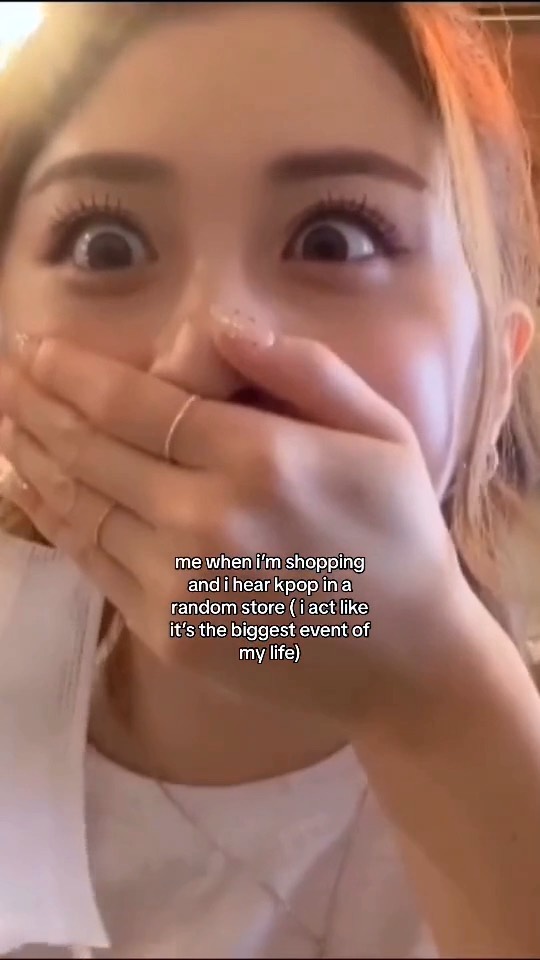 me when i’m shopping
and i hear kpop in a
random store ( i act like
it’s the biggest event of
my life)